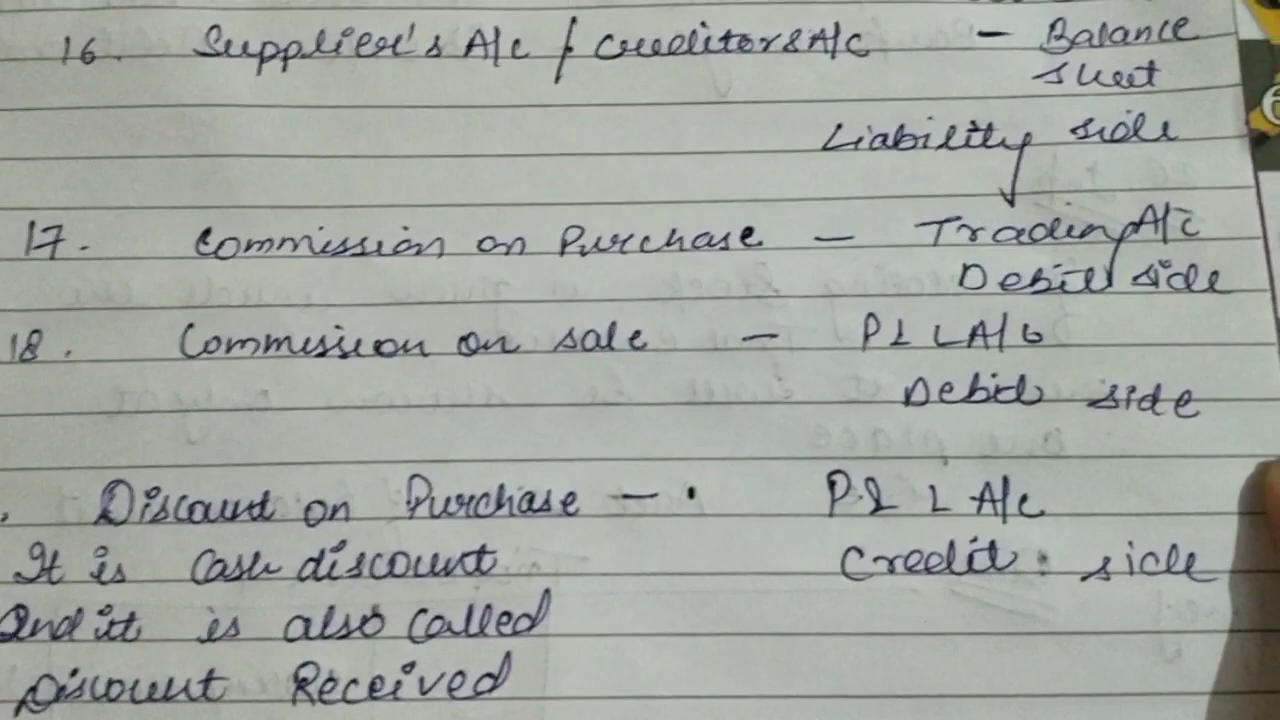 16. Supplier's A/c / Creditors A/c - Balance
sheet
Liability side
17. Commission on Purchase - Trading A/c
Debit side
18. Commission on sale - P & L A/c
Debit side
Discount on Purchase - P & L A/c
It is Cash discount Credit side
And it is also called
Discount Received